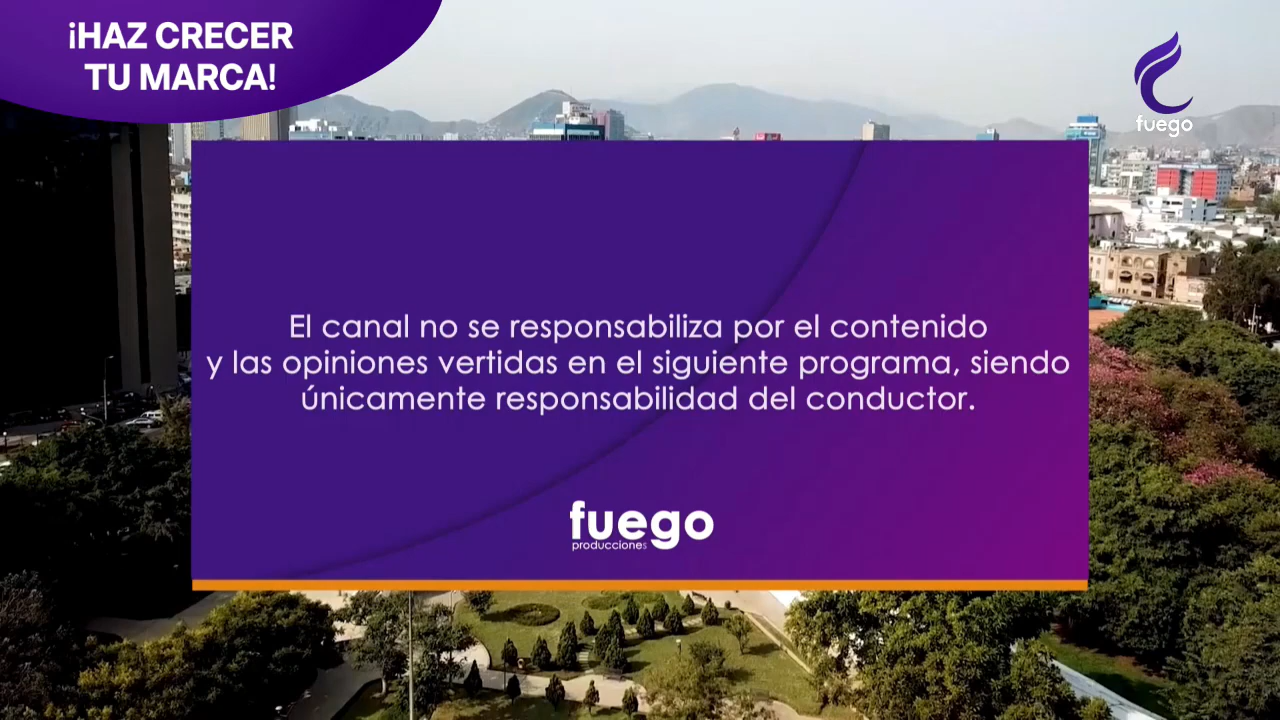 ¡HAZ CRECER
TU MARCA!
fuego
El canal no se responsabiliza por el contenido
y las opiniones vertidas en el siguiente programa, siendo
únicamente responsabilidad del conductor.
fuego
producciones